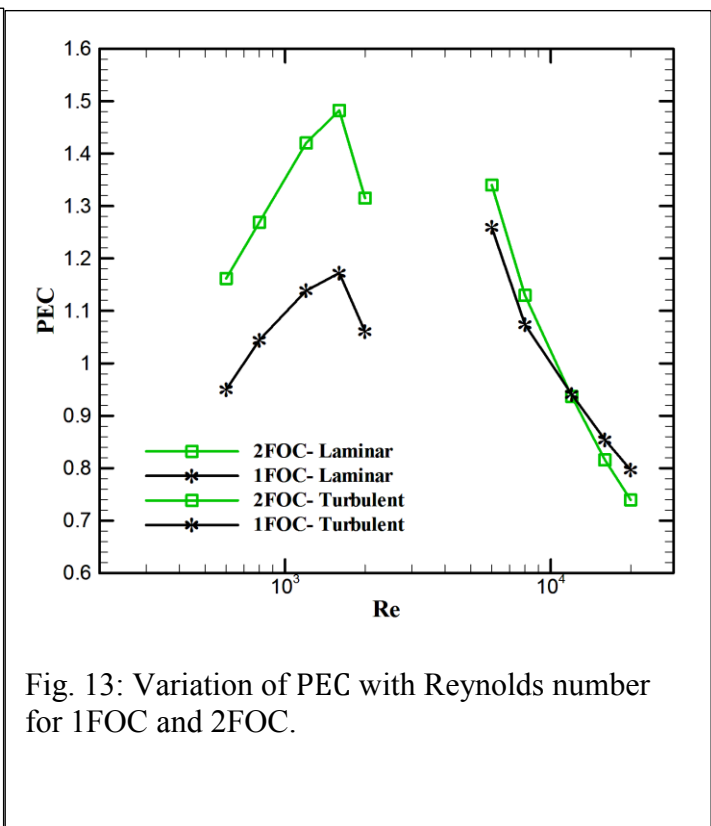 1.6
1.5
1.4
1.3
1.2
1.1
1
0.9
0.8
0.7
0.6
PEC
2FOC- Laminar
1FOC- Laminar
2FOC- Turbulent
1FOC- Turbulent
10³ 10⁴
Re
Fig. 13: Variation of PEC with Reynolds number
for 1FOC and 2FOC.